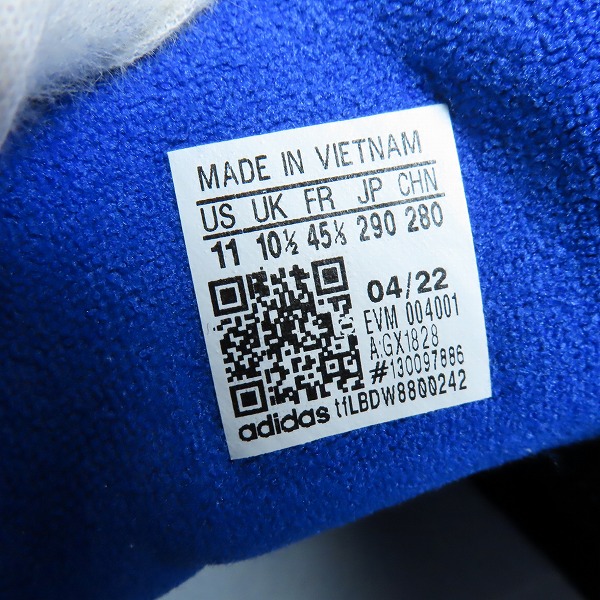 MADE IN VIETNAM
US UK FR JP CHN
11 10½ 45⅓ 290 280
04/22
EVM 004001
A:GX1828
#130097886
adidas tfLBDW8800242